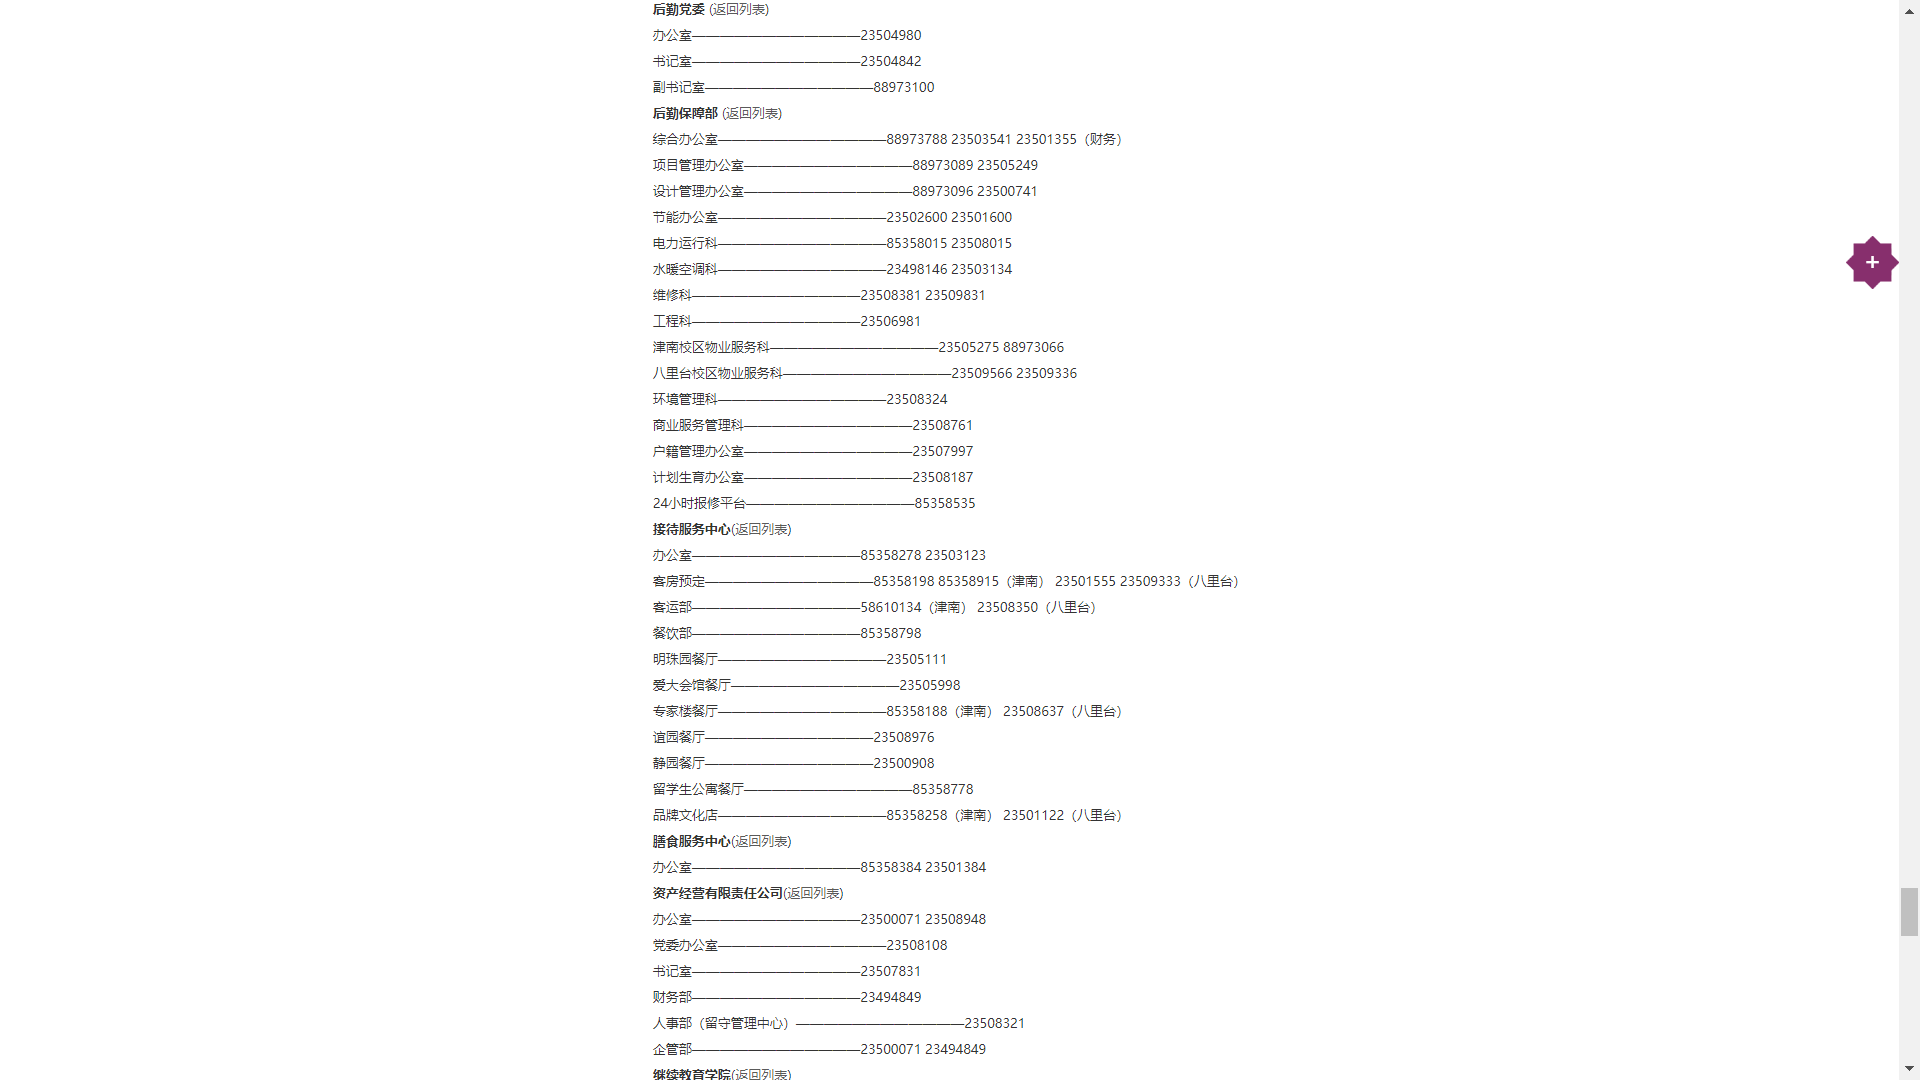 后勤党委 (返回列表)
办公室————————————23504980
书记室————————————23504842
副书记室————————————88973100
后勤保障部 (返回列表)
综合办公室————————————88973788 23503541 23501355（财务）
项目管理办公室————————————88973089 23505249
设计管理办公室————————————88973096 23500741
节能办公室————————————23502600 23501600
电力运行科————————————85358015 23508015
水暖空调科————————————23498146 23503134
维修科————————————23508381 23509831
工程科————————————23506981
津南校区物业服务科————————————23505275 88973066
八里台校区物业服务科————————————23509566 23509336
环境管理科————————————23508324
商业服务管理科————————————23508761
户籍管理办公室————————————23507997
计划生育办公室————————————23508187
24小时报修平台————————————85358535
接待服务中心(返回列表)
办公室————————————85358278 23503123
客房预定————————————85358198 85358915（津南） 23501555 23509333（八里台）
客运部————————————58610134（津南） 23508350（八里台）
餐饮部————————————85358798
明珠园餐厅————————————23505111
爱大会馆餐厅————————————23505998
专家楼餐厅————————————85358188（津南） 23508637（八里台）
谊园餐厅————————————23508976
静园餐厅————————————23500908
留学生公寓餐厅————————————85358778
品牌文化店————————————85358258（津南） 23501122（八里台）
膳食服务中心(返回列表)
办公室————————————85358384 23501384
资产经营有限责任公司(返回列表)
办公室————————————23500071 23508948
党委办公室————————————23508108
书记室————————————23507831
财务部————————————23494849
人事部（留守管理中心）————————————23508321
企管部————————————23500071 23494849
继续教育学院(返回列表)